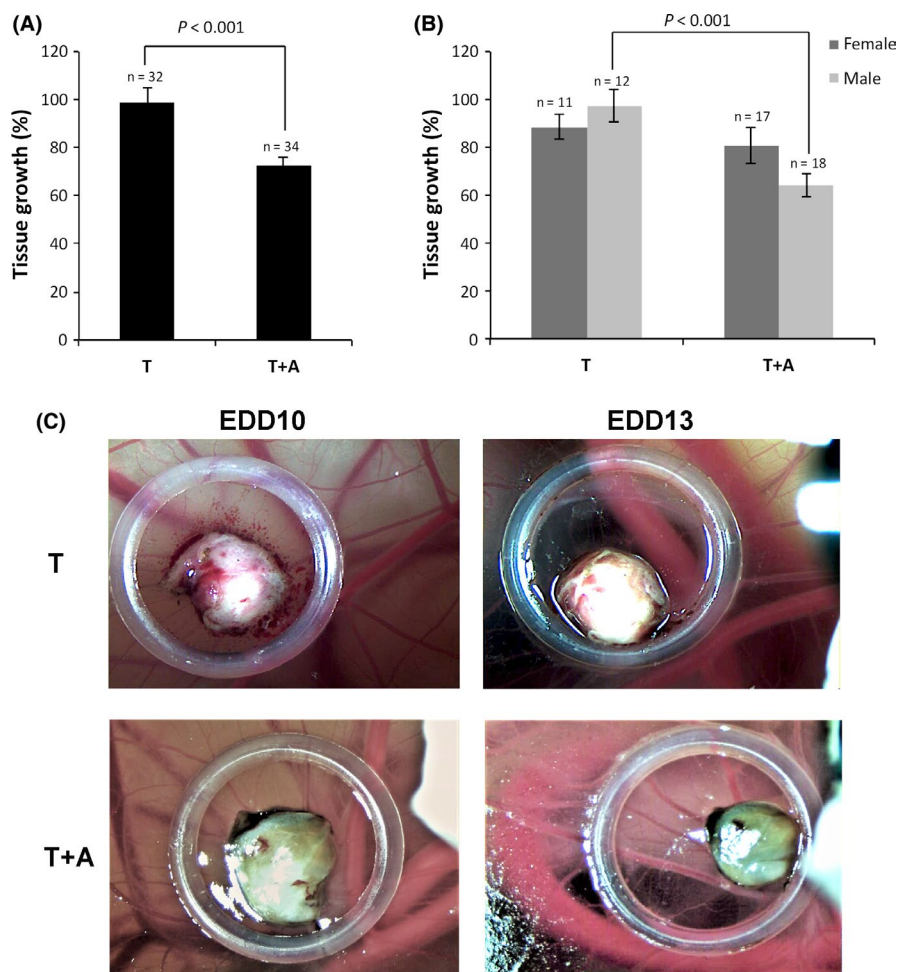 (A)
P < 0.001
Tissue growth (%)
120
100
80
60
40
20
0
n = 32
n = 34
T
T+A
(B)
P < 0.001
Female
Male
Tissue growth (%)
120
100
80
60
40
20
0
n = 11
n = 12
n = 17
n = 18
T
T+A
(C)
EDD10
EDD13
T
T+A